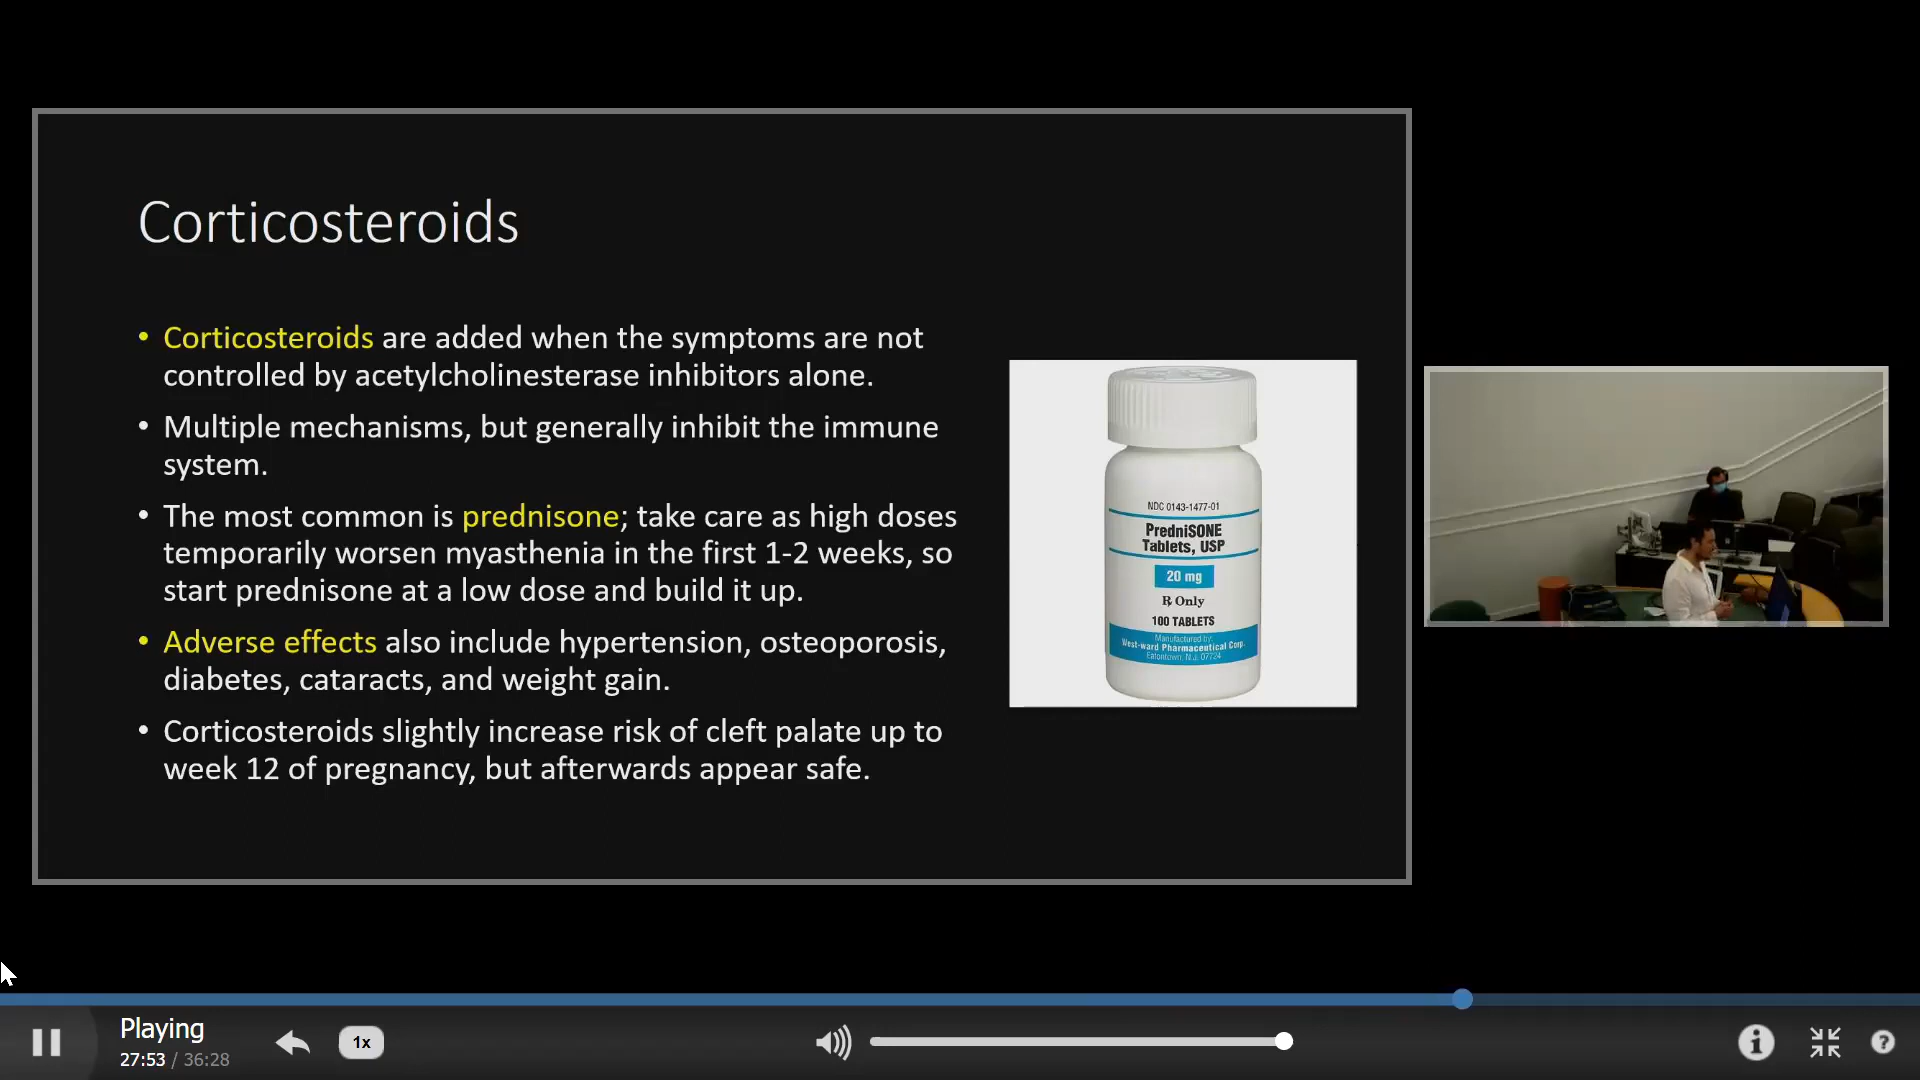 Corticosteroids
• Corticosteroids are added when the symptoms are not
controlled by acetylcholinesterase inhibitors alone.
• Multiple mechanisms, but generally inhibit the immune
system.
• The most common is prednisone; take care as high doses
temporarily worsen myasthenia in the first 1-2 weeks, so
start prednisone at a low dose and build it up.
• Adverse effects also include hypertension, osteoporosis,
diabetes, cataracts, and weight gain.
• Corticosteroids slightly increase risk of cleft palate up to
week 12 of pregnancy, but afterwards appear safe.
NDC 0143-1477-01
PredniSONE
Tablets, USP
20 mg
℞ Only
100 TABLETS
Manufactured by:
West-ward Pharmaceutical Corp.
Eatontown, N.J. 07724
Playing
27:53 / 36:28
1x
i
?